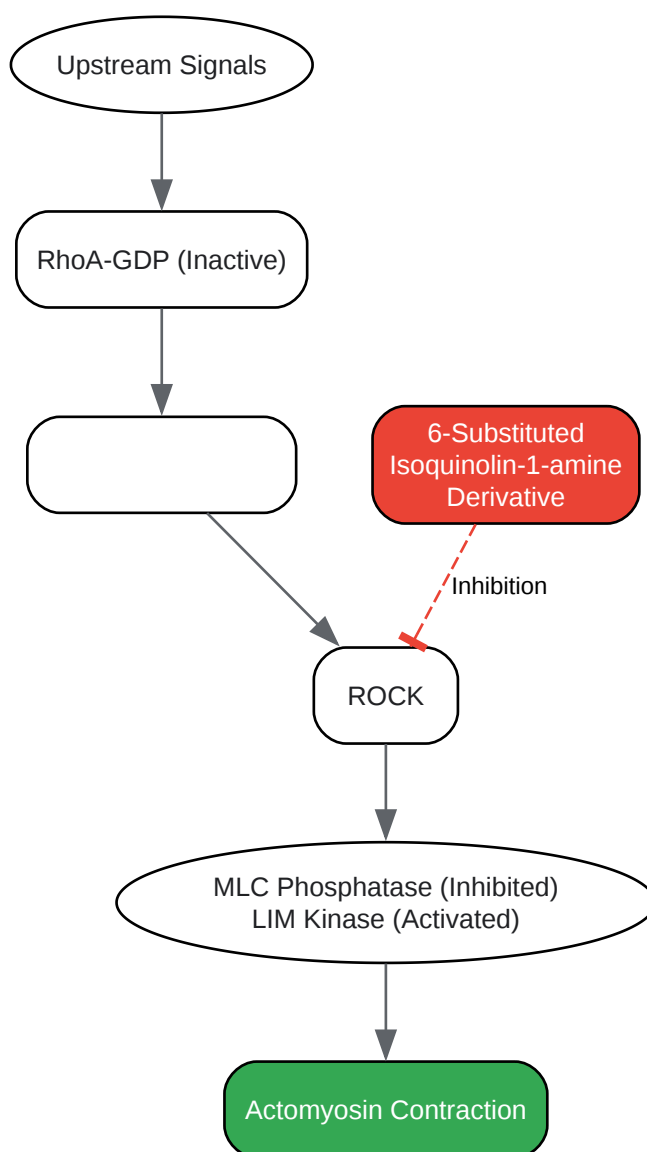 Upstream Signals
RhoA-GDP (Inactive)
6-Substituted
Isoquinolin-1-amine
Derivative
Inhibition
ROCK
MLC Phosphatase (Inhibited)
LIM Kinase (Activated)
Actomyosin Contraction